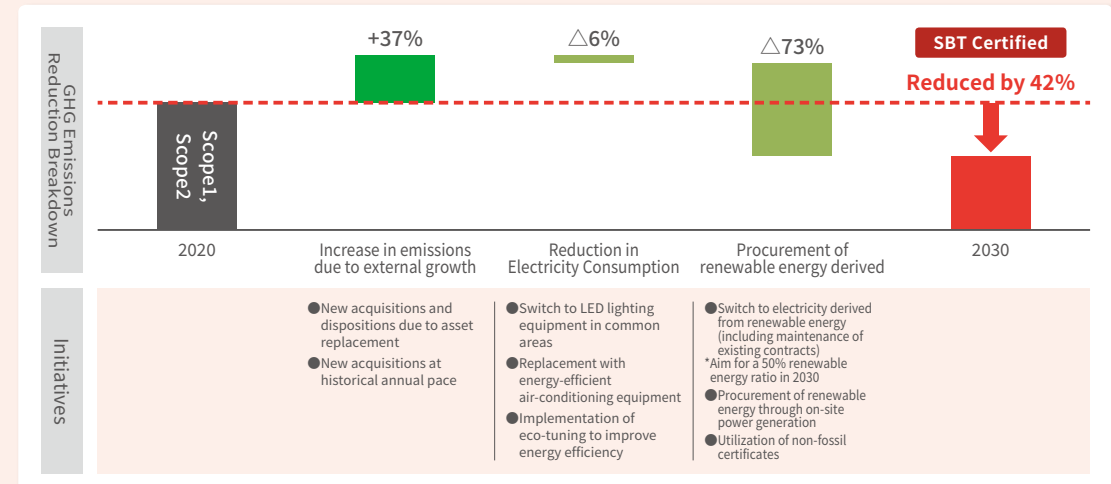 GHG Emissions
Reduction Breakdown
+37%
△6%
△73%
SBT Certified
Reduced by 42%
Scope1,
Scope2
2020
Increase in emissions
due to external growth
Reduction in
Electricity Consumption
Procurement of
renewable energy derived
2030
Initiatives
●New acquisitions and
dispositions due to asset
replacement
●New acquisitions at
historical annual pace
●Switch to LED lighting
equipment in common
areas
●Replacement with
energy-efficient
air-conditioning equipment
●Implementation of
eco-tuning to improve
energy efficiency
●Switch to electricity derived
from renewable energy
(including maintenance of
existing contracts)
*Aim for a 50% renewable
energy ratio in 2030
●Procurement of renewable
energy through on-site
power generation
●Utilization of non-fossil
certificates